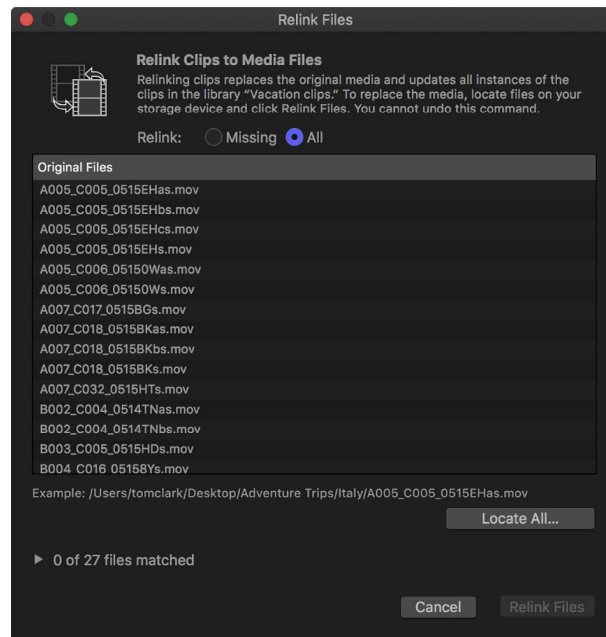 Relink Files
Relink Clips to Media Files
Relinking clips replaces the original media and updates all instances of the
clips in the library “Vacation clips.” To replace the media, locate files on your
storage device and click Relink Files. You cannot undo this command.
Relink: Missing All
Original Files
A005_C005_0515EHas.mov
A005_C005_0515EHbs.mov
A005_C005_0515EHcs.mov
A005_C005_0515EHs.mov
A005_C006_05150Was.mov
A005_C006_05150Ws.mov
A007_C017_0515BGs.mov
A007_C018_0515BKas.mov
A007_C018_0515BKbs.mov
A007_C018_0515BKs.mov
A007_C032_0515HTs.mov
B002_C004_0514TNas.mov
B002_C004_0514TNbs.mov
B003_C005_0515HDs.mov
B004_C016_05158Ys.mov
Example: /Users/tomclark/Desktop/Adventure Trips/Italy/A005_C005_0515EHas.mov
Locate All...
0 of 27 files matched
Cancel Relink Files